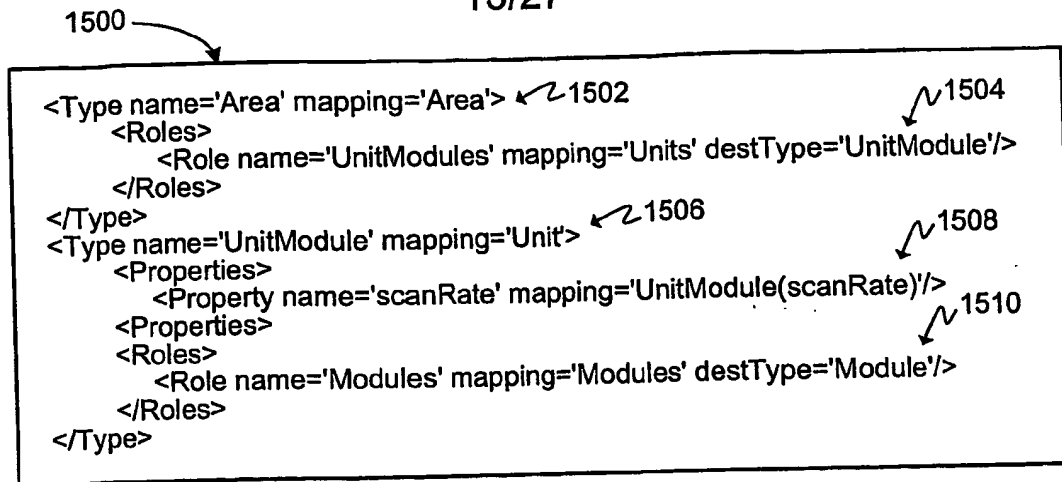 15/27
1500
<Type name='Area' mapping='Area'> 1502
<Roles> 1504
<Role name='UnitModules' mapping='Units' destType='UnitModule'/>
</Roles>
</Type>
<Type name='UnitModule' mapping='Unit'> 1506
<Properties> 1508
<Property name='scanRate' mapping='UnitModule(scanRate)'/>
<Properties> 1510
<Roles>
<Role name='Modules' mapping='Modules' destType='Module'/>
</Roles>
</Type>